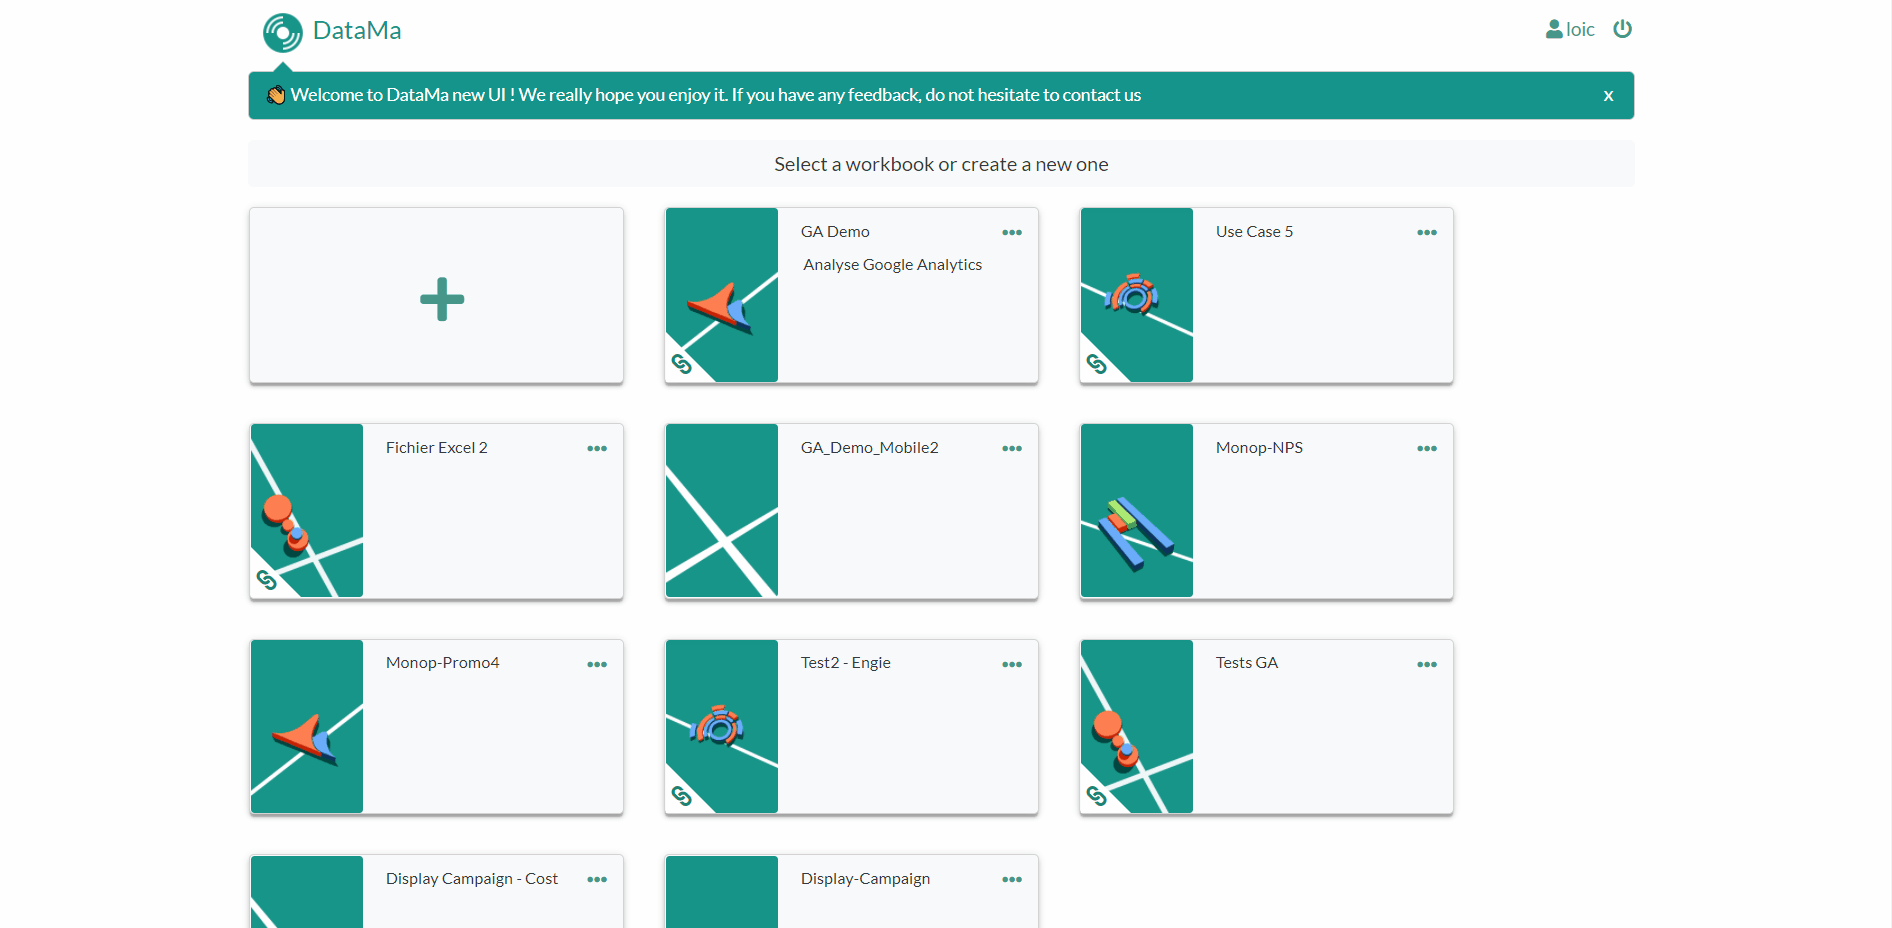 DataMa
loic
Welcome to DataMa new UI ! We really hope you enjoy it. If you have any feedback, do not hesitate to contact us
x
Select a workbook or create a new one
GA Demo
Analyse Google Analytics
Use Case 5
Fichier Excel 2
GA_Demo_Mobile2
Monop-NPS
Monop-Promo4
Test2 - Engie
Tests GA
Display Campaign - Cost
Display-Campaign